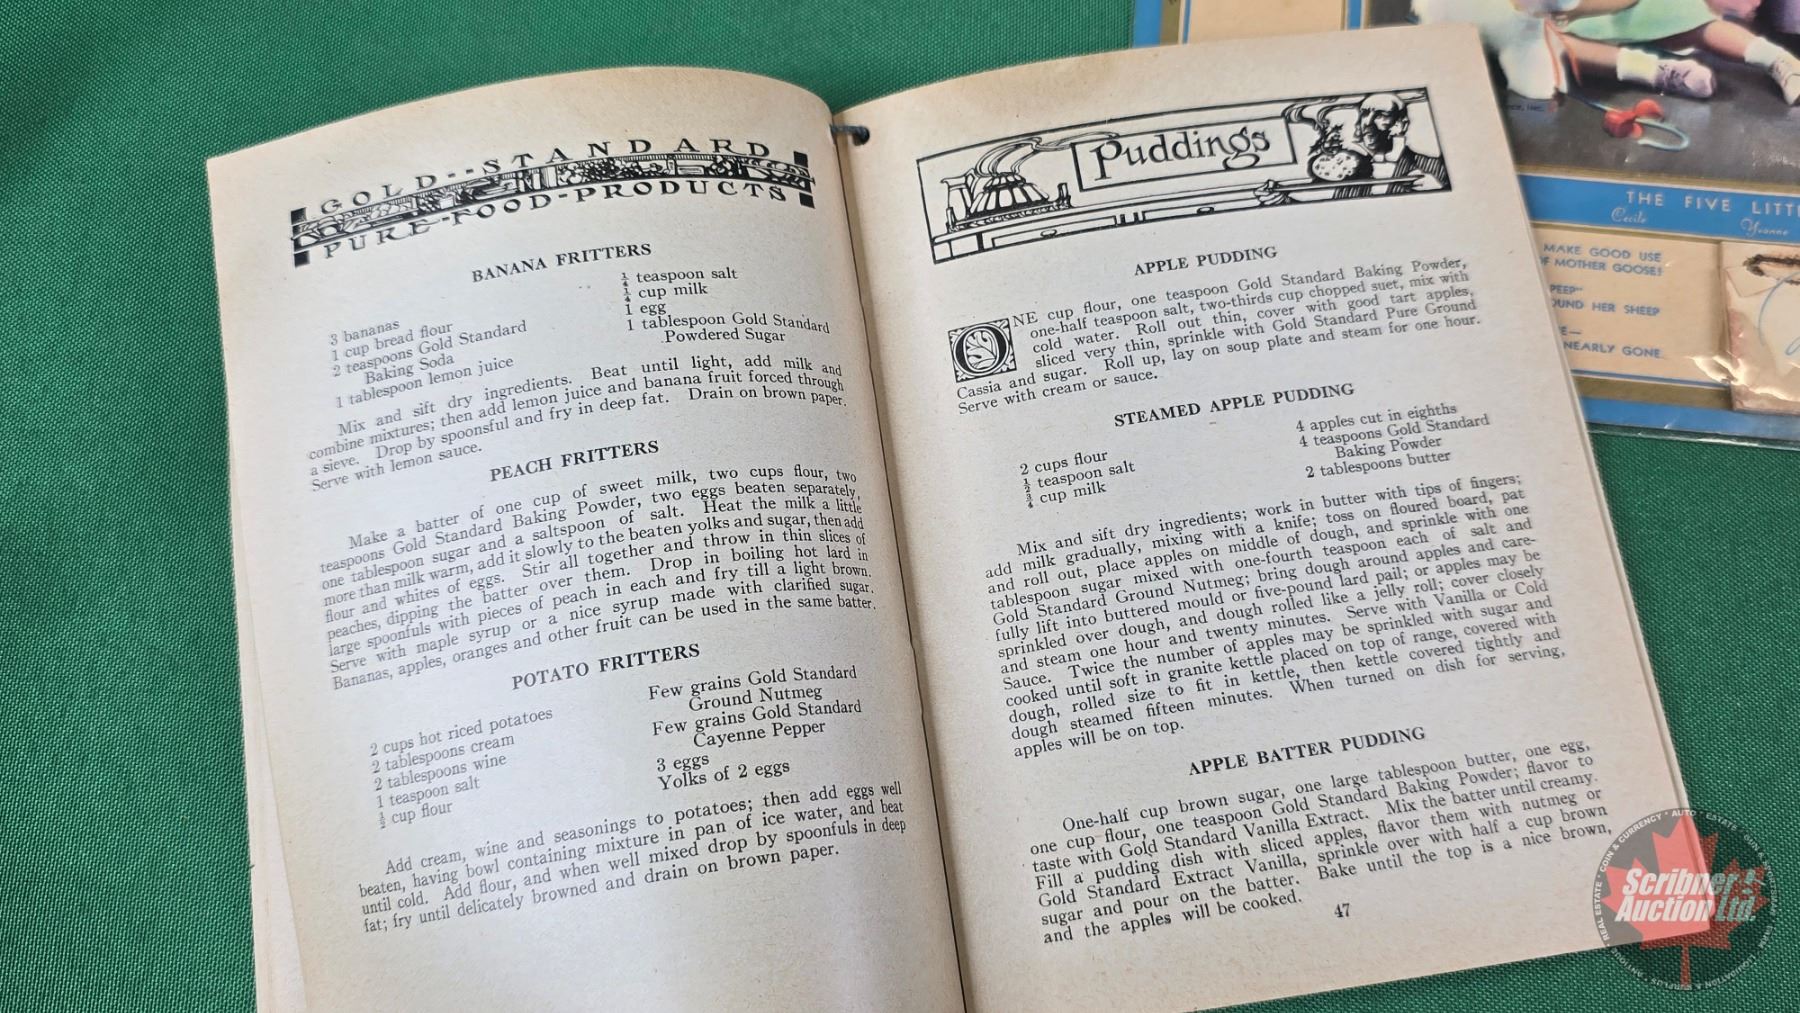 GOLD--STANDARD
PURE-FOOD-PRODUCTS
BANANA FRITTERS
3 bananas
1 cup bread flour
2 teaspoons Gold Standard
Baking Soda
1 tablespoon lemon juice
¼ teaspoon salt
¼ cup milk
1 egg
1 tablespoon Gold Standard
Powdered Sugar
Mix and sift dry ingredients. Beat until light, add milk and
combine mixtures; then add lemon juice and banana fruit forced through
a sieve. Drop by spoonsful and fry in deep fat. Drain on brown paper.
Serve with lemon sauce.
PEACH FRITTERS
Make a batter of one cup of sweet milk, two cups flour, two
teaspoons Gold Standard Baking Powder, two eggs beaten separately,
one tablespoon sugar and a saltspoon of salt. Heat the milk a little
more than milk warm, add it slowly to the beaten yolks and sugar, then add
flour and whites of eggs. Stir all together and throw in thin slices of
peaches, dipping the batter over them. Drop in boiling hot lard in
large spoonfuls with pieces of peach in each and fry till a light brown.
Serve with maple syrup or a nice syrup made with clarified sugar.
Bananas, apples, oranges and other fruit can be used in the same batter.
POTATO FRITTERS
2 cups hot riced potatoes
2 tablespoons cream
2 tablespoons wine
1 teaspoon salt
½ cup flour
Few grains Gold Standard
Ground Nutmeg
Few grains Gold Standard
Cayenne Pepper
3 eggs
Yolks of 2 eggs
Add cream, wine and seasonings to potatoes; then add eggs well
beaten, having bowl containing mixture in pan of ice water, and beat
until cold. Add flour, and when well mixed drop by spoonfuls in deep
fat; fry until delicately browned and drain on brown paper.
Puddings
APPLE PUDDING
ONE cup flour, one teaspoon Gold Standard Baking Powder,
one-half teaspoon salt, two-thirds cup chopped suet, mix with
cold water. Roll out thin, cover with good tart apples,
sliced very thin, sprinkle with Gold Standard Pure Ground
Cassia and sugar. Roll up, lay on soup plate and steam for one hour.
Serve with cream or sauce.
STEAMED APPLE PUDDING
2 cups flour
½ teaspoon salt
¾ cup milk
4 apples cut in eighths
4 teaspoons Gold Standard
Baking Powder
2 tablespoons butter
Mix and sift dry ingredients; work in butter with tips of fingers;
add milk gradually, mixing with a knife; toss on floured board, pat
and roll out, place apples on middle of dough, and sprinkle with one
tablespoon sugar mixed with one-fourth teaspoon each of salt and
Gold Standard Ground Nutmeg; bring dough around apples and care-
fully lift into buttered mould or five-pound lard pail; or apples may be
sprinkled over dough, and dough rolled like a jelly roll; cover closely
and steam one hour and twenty minutes. Serve with Vanilla or Cold
Sauce. Twice the number of apples may be sprinkled with sugar and
cooked until soft in granite kettle placed on top of range, covered with
dough, rolled size to fit in kettle, then kettle covered tightly and
dough steamed fifteen minutes. When turned on dish for serving,
apples will be on top.
APPLE BATTER PUDDING
One-half cup brown sugar, one large tablespoon butter, one egg,
one cup flour, one teaspoon Gold Standard Baking Powder; flavor to
taste with Gold Standard Vanilla Extract. Mix the batter until creamy.
Fill a pudding dish with sliced apples, flavor them with nutmeg or
Gold Standard Extract Vanilla, sprinkle over with half a cup brown
sugar and pour on the batter. Bake until the top is a nice brown,
and the apples will be cooked.
47
THE FIVE LITT
Cecile
Yvonne
MAKE GOOD USE
OF MOTHER GOOSE!
PEEP"
OUND HER SHEEP
NEARLY GONE
Scribner
Auction Ltd.